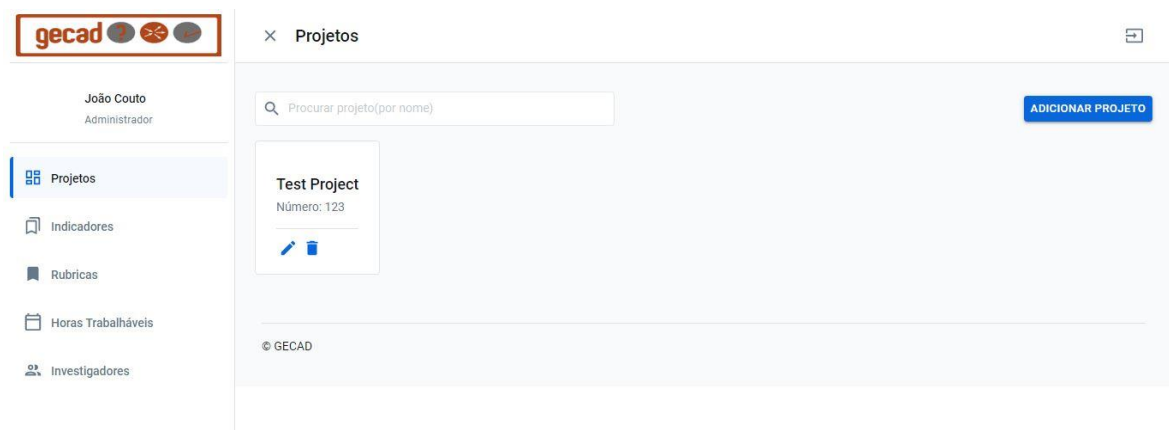 gecad ?
João Couto
Administrador
Projetos
Indicadores
Rubricas
Horas Trabalháveis
Investigadores
Projetos
Procurar projeto(por nome)
ADICIONAR PROJETO
Test Project
Número: 123
© GECAD